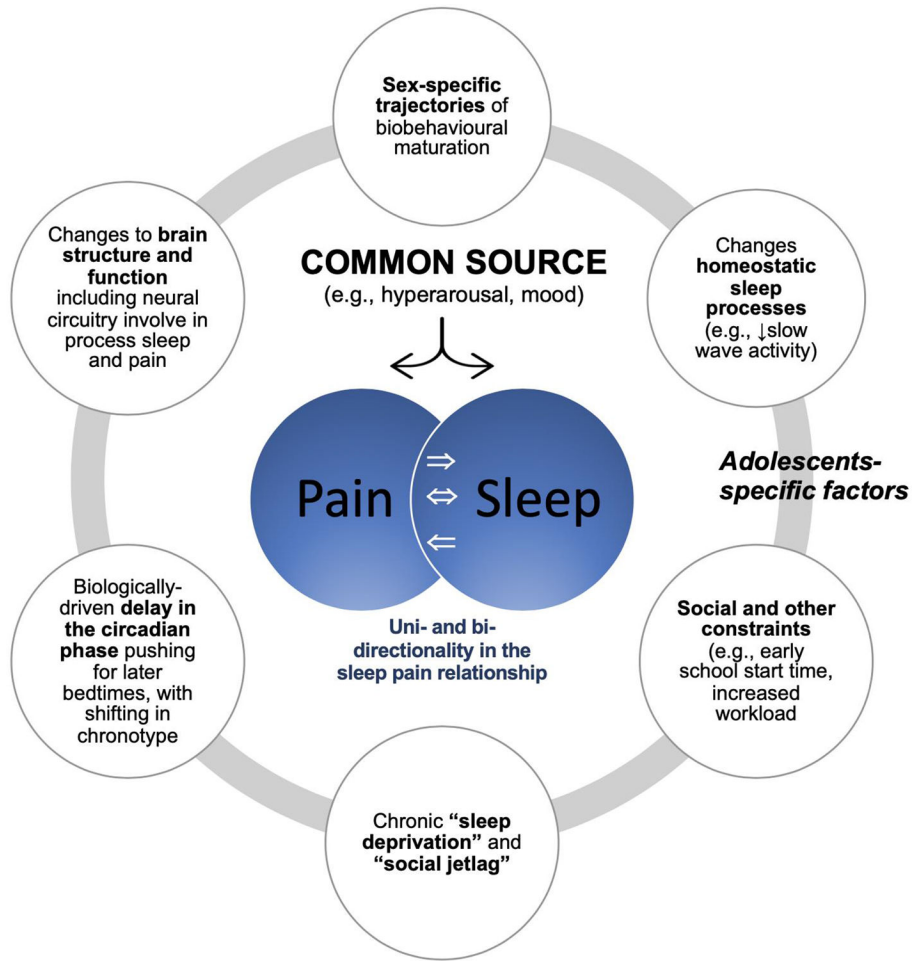 Sex-specific
trajectories of
biobehavioural
maturation
Changes to brain
structure and
function
including neural
circuitry involve in
process sleep and
pain
COMMON SOURCE
(e.g., hyperarousal, mood)
Changes
homeostatic
sleep
processes
(e.g., ↓slow
wave activity)
Adolescents-
specific factors
Pain
⇒
⇔
⇐
Sleep
Uni- and bi-
directionality in the
sleep pain relationship
Biologically-
driven delay in
the circadian
phase pushing
for later
bedtimes, with
shifting in
chronotype
Social and other
constraints
(e.g., early
school start time,
increased
workload
Chronic “sleep
deprivation” and
“social jetlag”